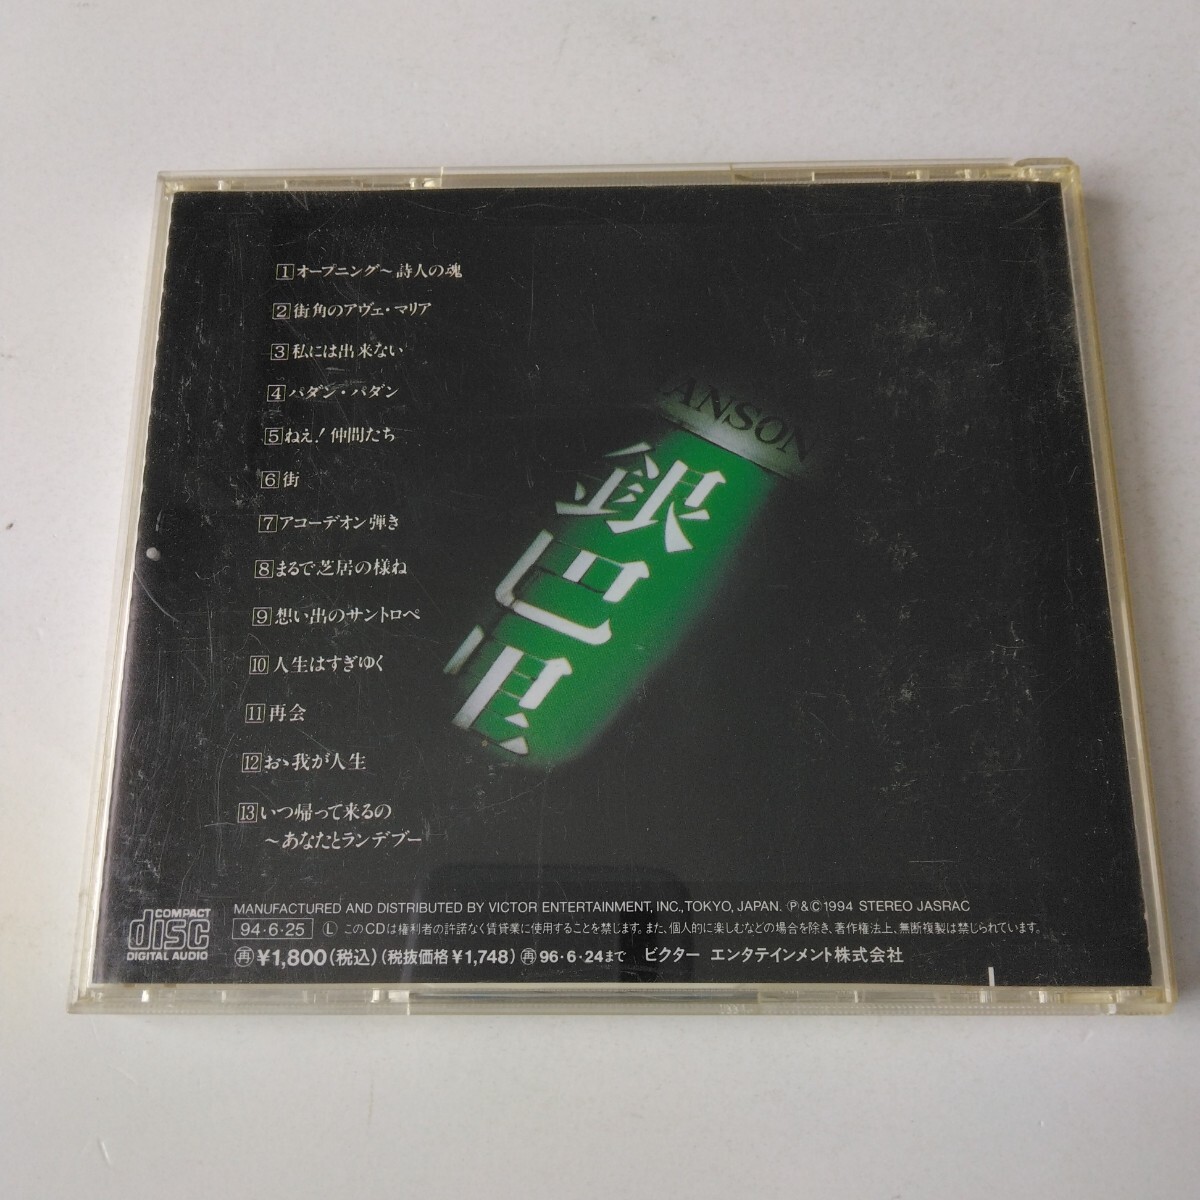 1 オープニング〜詩人の魂
2 街角のアヴェ・マリア
3 私には出来ない
4 パダン・パダン
5 ねえ!仲間たち
6 街
7 アコーデオン弾き
8 まるで芝居の様ね
9 想い出のサントロペ
10 人生はすぎゆく
11 再会
12 おゝ我が人生
13 いつ帰って来るの
〜あなたとランデブー
ANSON
銀巴里
COMPACT
disc
DIGITAL AUDIO
MANUFACTURED AND DISTRIBUTED BY VICTOR ENTERTAINMENT, INC., TOKYO, JAPAN. Ⓟ&©1994 STEREO JASRAC
94・6・25 Ⓛ このCDは権利者の許諾なく賃貸業に使用することを禁じます。また、個人的に楽しむなどの場合を除き、著作権法上、無断複製は禁じられています。
再 ¥1,800(税込)(税抜価格¥1,748) 再 96・6・24まで ビクター エンタテインメント株式会社